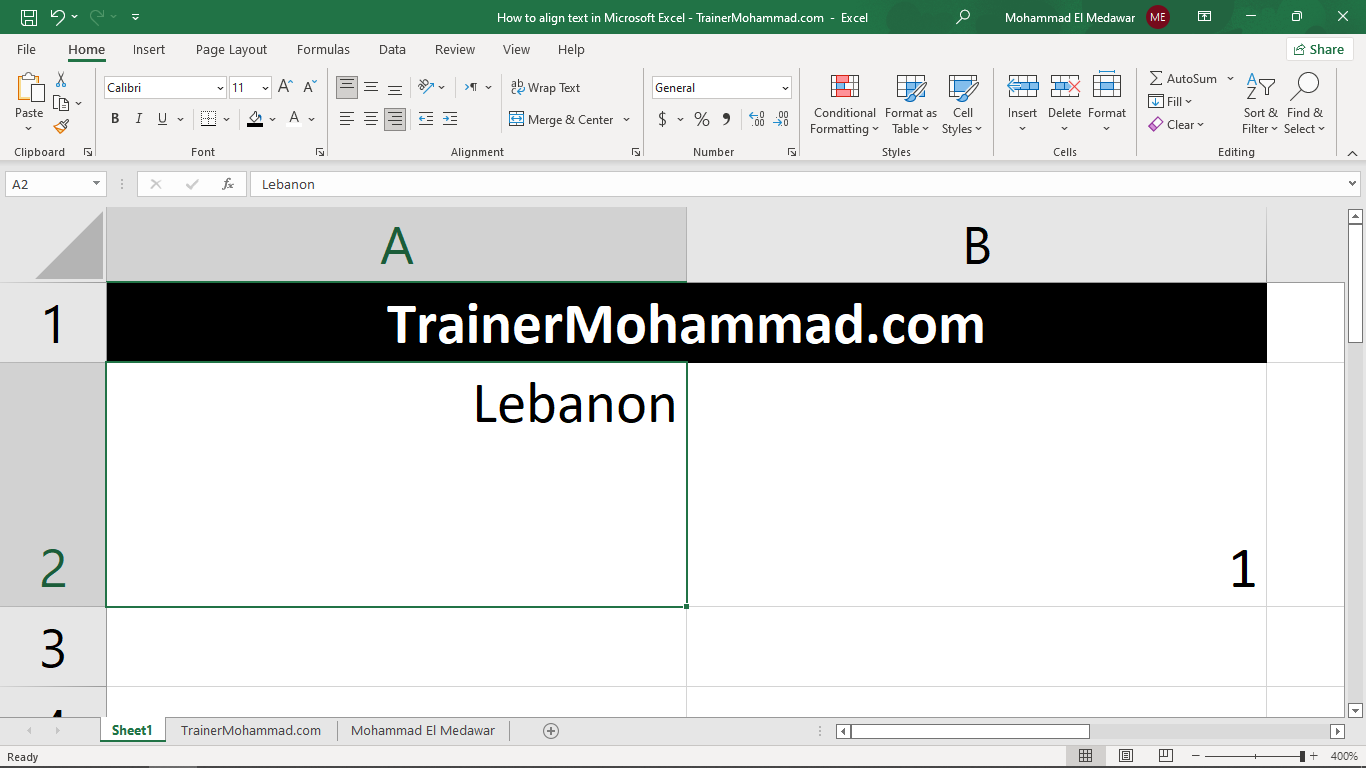 How to align text in Microsoft Excel - TrainerMohammad.com - Excel
Mohammad El Medawar
ME
File
Home
Insert
Page Layout
Formulas
Data
Review
View
Help
Share
Paste
Clipboard
Calibri
11
B
I
U
A
Font
ab
Wrap Text
Merge & Center
Alignment
General
$ % ,
Number
Conditional
Formatting
Format as
Table
Cell
Styles
Styles
Insert
Delete
Format
Cells
AutoSum
Fill
Clear
Sort &
Filter
Find &
Select
Editing
A2
fx
Lebanon
A
B
1
TrainerMohammad.com
2
Lebanon
1
3
Sheet1
TrainerMohammad.com
Mohammad El Medawar
Ready
400%